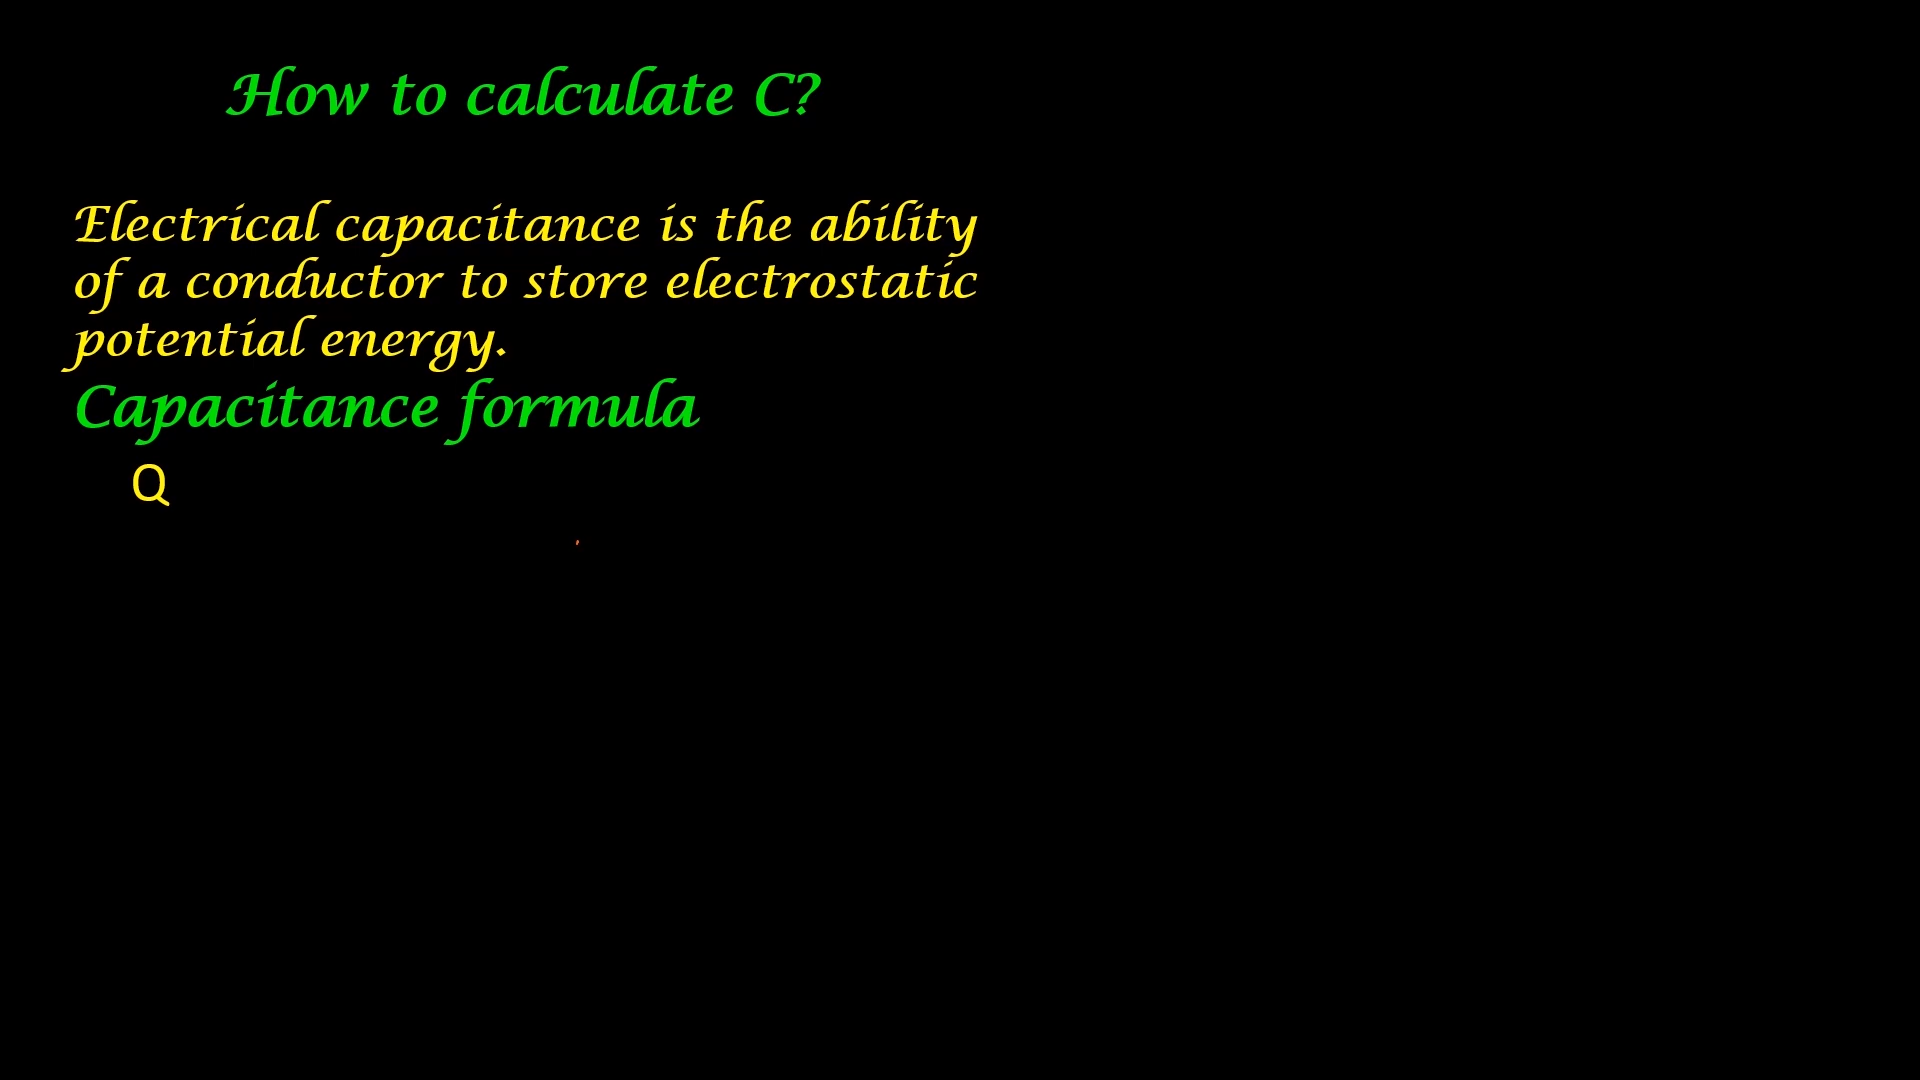 How to calculate C?
Electrical capacitance is the ability
of a conductor to store electrostatic
potential energy.
Capacitance formula
Q